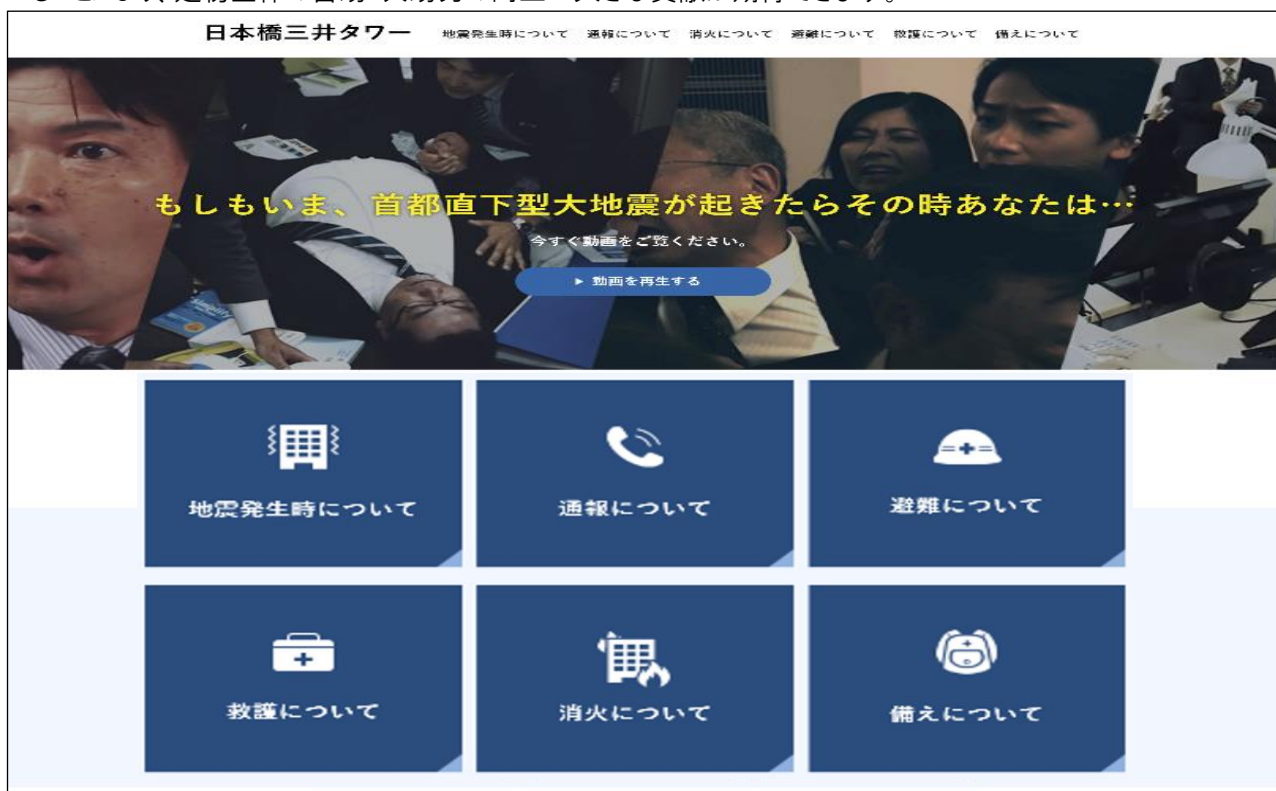 日本橋三井タワー 地震発生時について 通報について 消火について 避難について 救護について 備えについて
もしもいま、首都直下型大地震が起きたらその時あなたは…
今すぐ動画をご覧ください。
▶ 動画を再生する
地震発生時について 通報について 避難について
救護について 消火について 備えについて